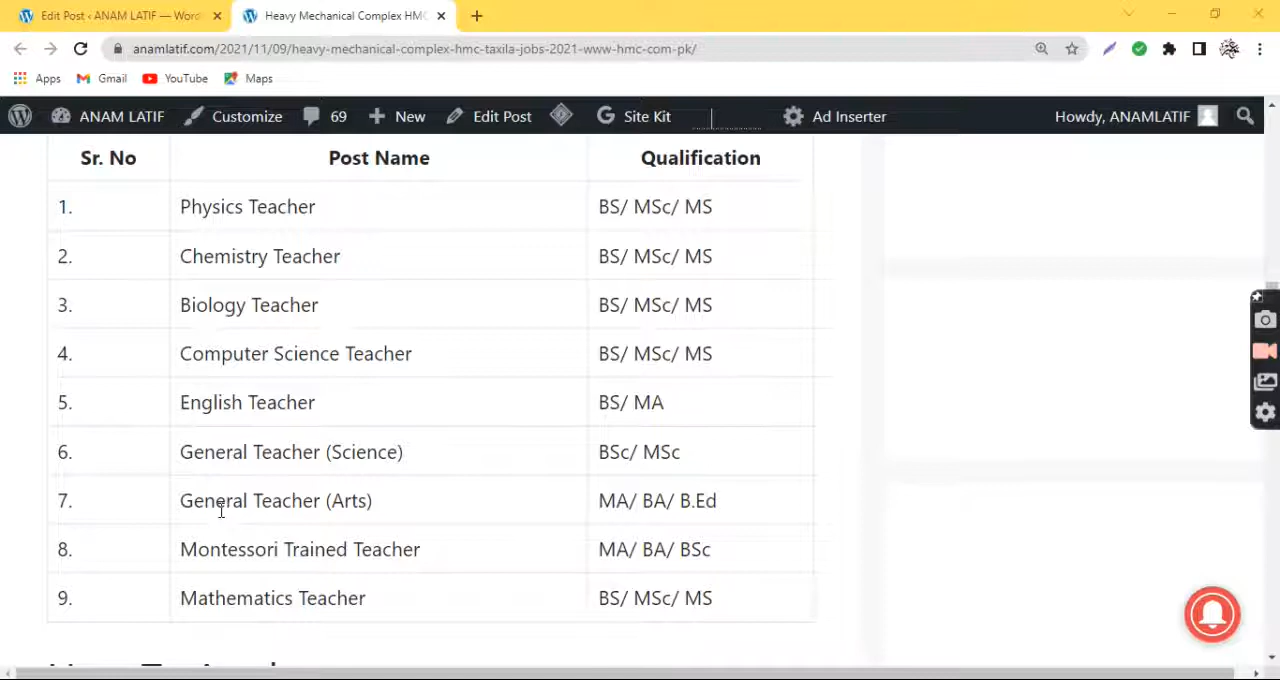 Edit Post ‹ ANAM LATIF — Word
Heavy Mechanical Complex HMC
anamlatif.com/2021/11/09/heavy-mechanical-complex-hmc-taxila-jobs-2021-www-hmc-com-pk/
Apps Gmail YouTube Maps
ANAM LATIF Customize 69 New Edit Post Site Kit Ad Inserter Howdy, ANAMLATIF
Sr. No Post Name Qualification
1. Physics Teacher BS/ MSc/ MS
2. Chemistry Teacher BS/ MSc/ MS
3. Biology Teacher BS/ MSc/ MS
4. Computer Science Teacher BS/ MSc/ MS
5. English Teacher BS/ MA
6. General Teacher (Science) BSc/ MSc
7. General Teacher (Arts) MA/ BA/ B.Ed
8. Montessori Trained Teacher MA/ BA/ BSc
9. Mathematics Teacher BS/ MSc/ MS